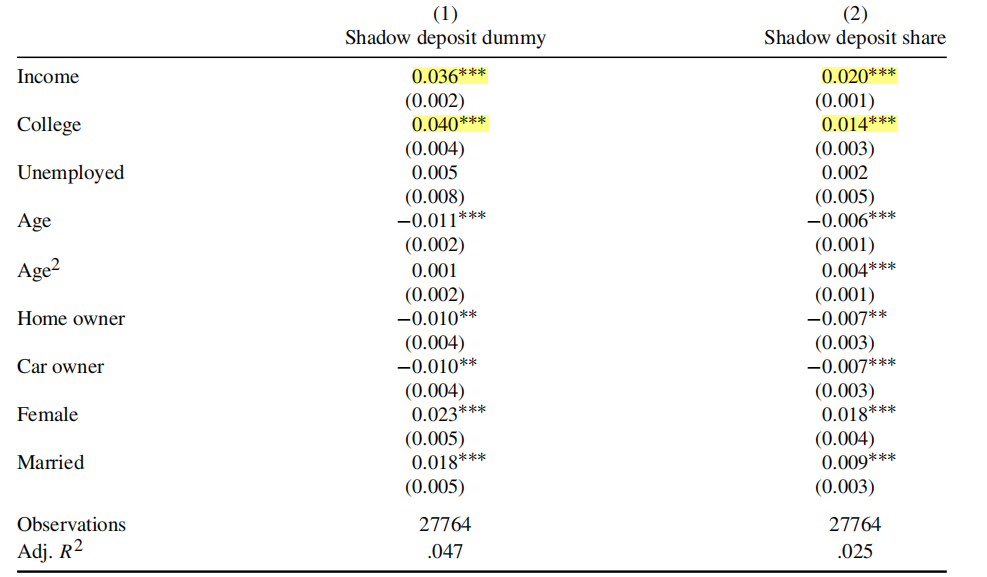 (1) (2)
Shadow deposit dummy Shadow deposit share
Income 0.036*** 0.020***
(0.002) (0.001)
College 0.040*** 0.014***
(0.004) (0.003)
Unemployed 0.005 0.002
(0.008) (0.005)
Age −0.011*** −0.006***
(0.002) (0.001)
Age² 0.001 0.004***
(0.002) (0.001)
Home owner −0.010** −0.007**
(0.004) (0.003)
Car owner −0.010** −0.007***
(0.004) (0.003)
Female 0.023*** 0.018***
(0.005) (0.004)
Married 0.018*** 0.009***
(0.005) (0.003)
Observations 27764 27764
Adj. R² .047 .025